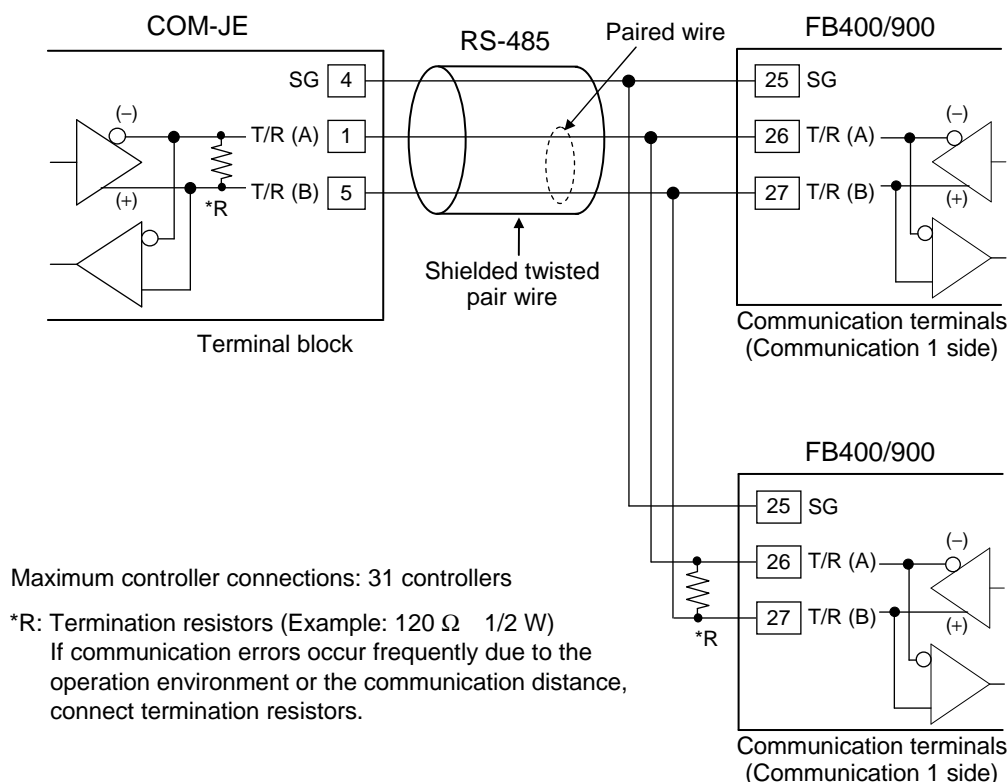 COM-JE
RS-485
Paired wire
FB400/900
SG 4
25 SG
(−)
T/R (A) 1
26 T/R (A)
(−)
T/R (B) 5
27 T/R (B)
(+)
*R
(+)
Shielded twisted
pair wire
Terminal block
Communication terminals
(Communication 1 side)
FB400/900
25 SG
(−)
26 T/R (A)
27 T/R (B)
(+)
*R
Maximum controller connections: 31 controllers
*R: Termination resistors (Example: 120 Ω 1/2 W)
If communication errors occur frequently due to the
operation environment or the communication distance,
connect termination resistors.
Communication terminals
(Communication 1 side)